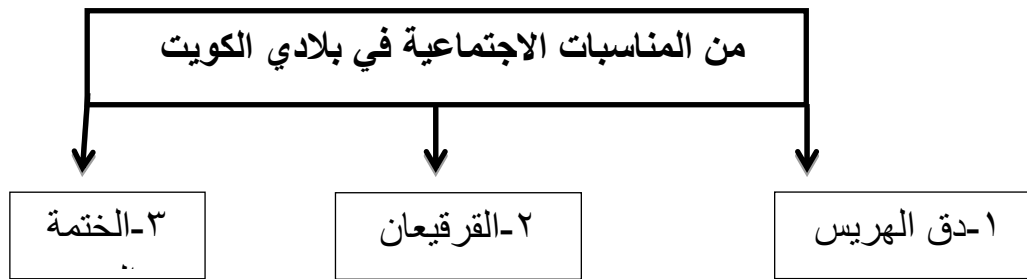 من المناسبات الاجتماعية في بلادي الكويت
١-دق الهريس
٢-القرقيعان
٣-الختمة